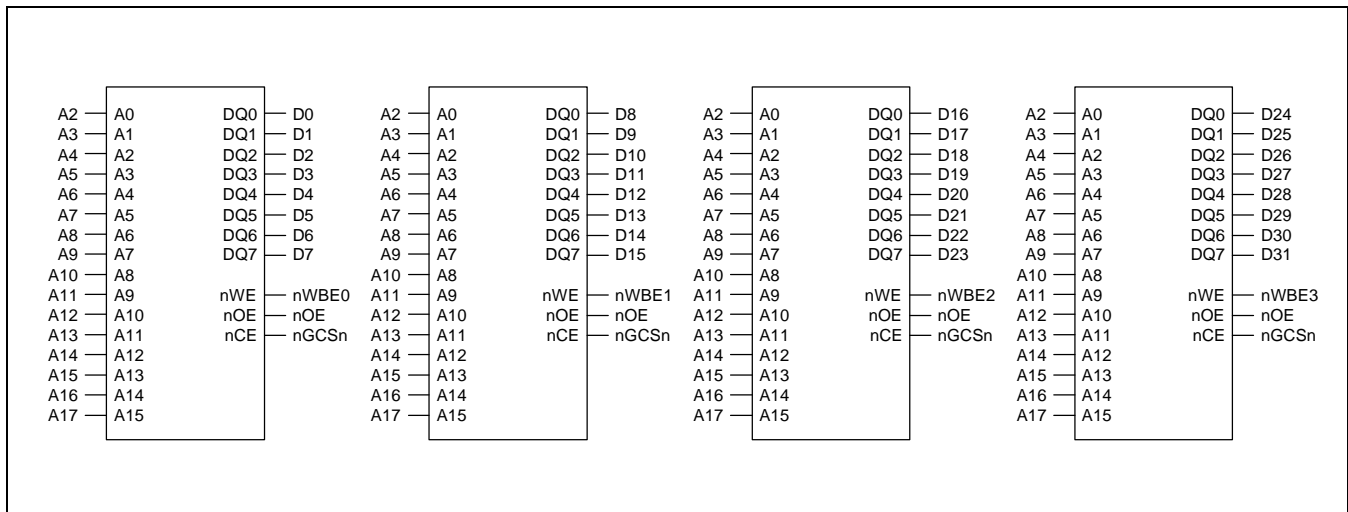 A2 A0 DQ0 D0 A2 A0 DQ0 D8 A2 A0 DQ0 D16 A2 A0 DQ0 D24
A3 A1 DQ1 D1 A3 A1 DQ1 D9 A3 A1 DQ1 D17 A3 A1 DQ1 D25
A4 A2 DQ2 D2 A4 A2 DQ2 D10 A4 A2 DQ2 D18 A4 A2 DQ2 D26
A5 A3 DQ3 D3 A5 A3 DQ3 D11 A5 A3 DQ3 D19 A5 A3 DQ3 D27
A6 A4 DQ4 D4 A6 A4 DQ4 D12 A6 A4 DQ4 D20 A6 A4 DQ4 D28
A7 A5 DQ5 D5 A7 A5 DQ5 D13 A7 A5 DQ5 D21 A7 A5 DQ5 D29
A8 A6 DQ6 D6 A8 A6 DQ6 D14 A8 A6 DQ6 D22 A8 A6 DQ6 D30
A9 A7 DQ7 D7 A9 A7 DQ7 D15 A9 A7 DQ7 D23 A9 A7 DQ7 D31
A10 A8 A10 A8 A10 A8 A10 A8
A11 A9 nWE nWBE0 A11 A9 nWE nWBE1 A11 A9 nWE nWBE2 A11 A9 nWE nWBE3
A12 A10 nOE nOE A12 A10 nOE nOE A12 A10 nOE nOE A12 A10 nOE nOE
A13 A11 nCE nGCSn A13 A11 nCE nGCSn A13 A11 nCE nGCSn A13 A11 nCE nGCSn
A14 A12 A14 A12 A14 A12 A14 A12
A15 A13 A15 A13 A15 A13 A15 A13
A16 A14 A16 A14 A16 A14 A16 A14
A17 A15 A17 A15 A17 A15 A17 A15